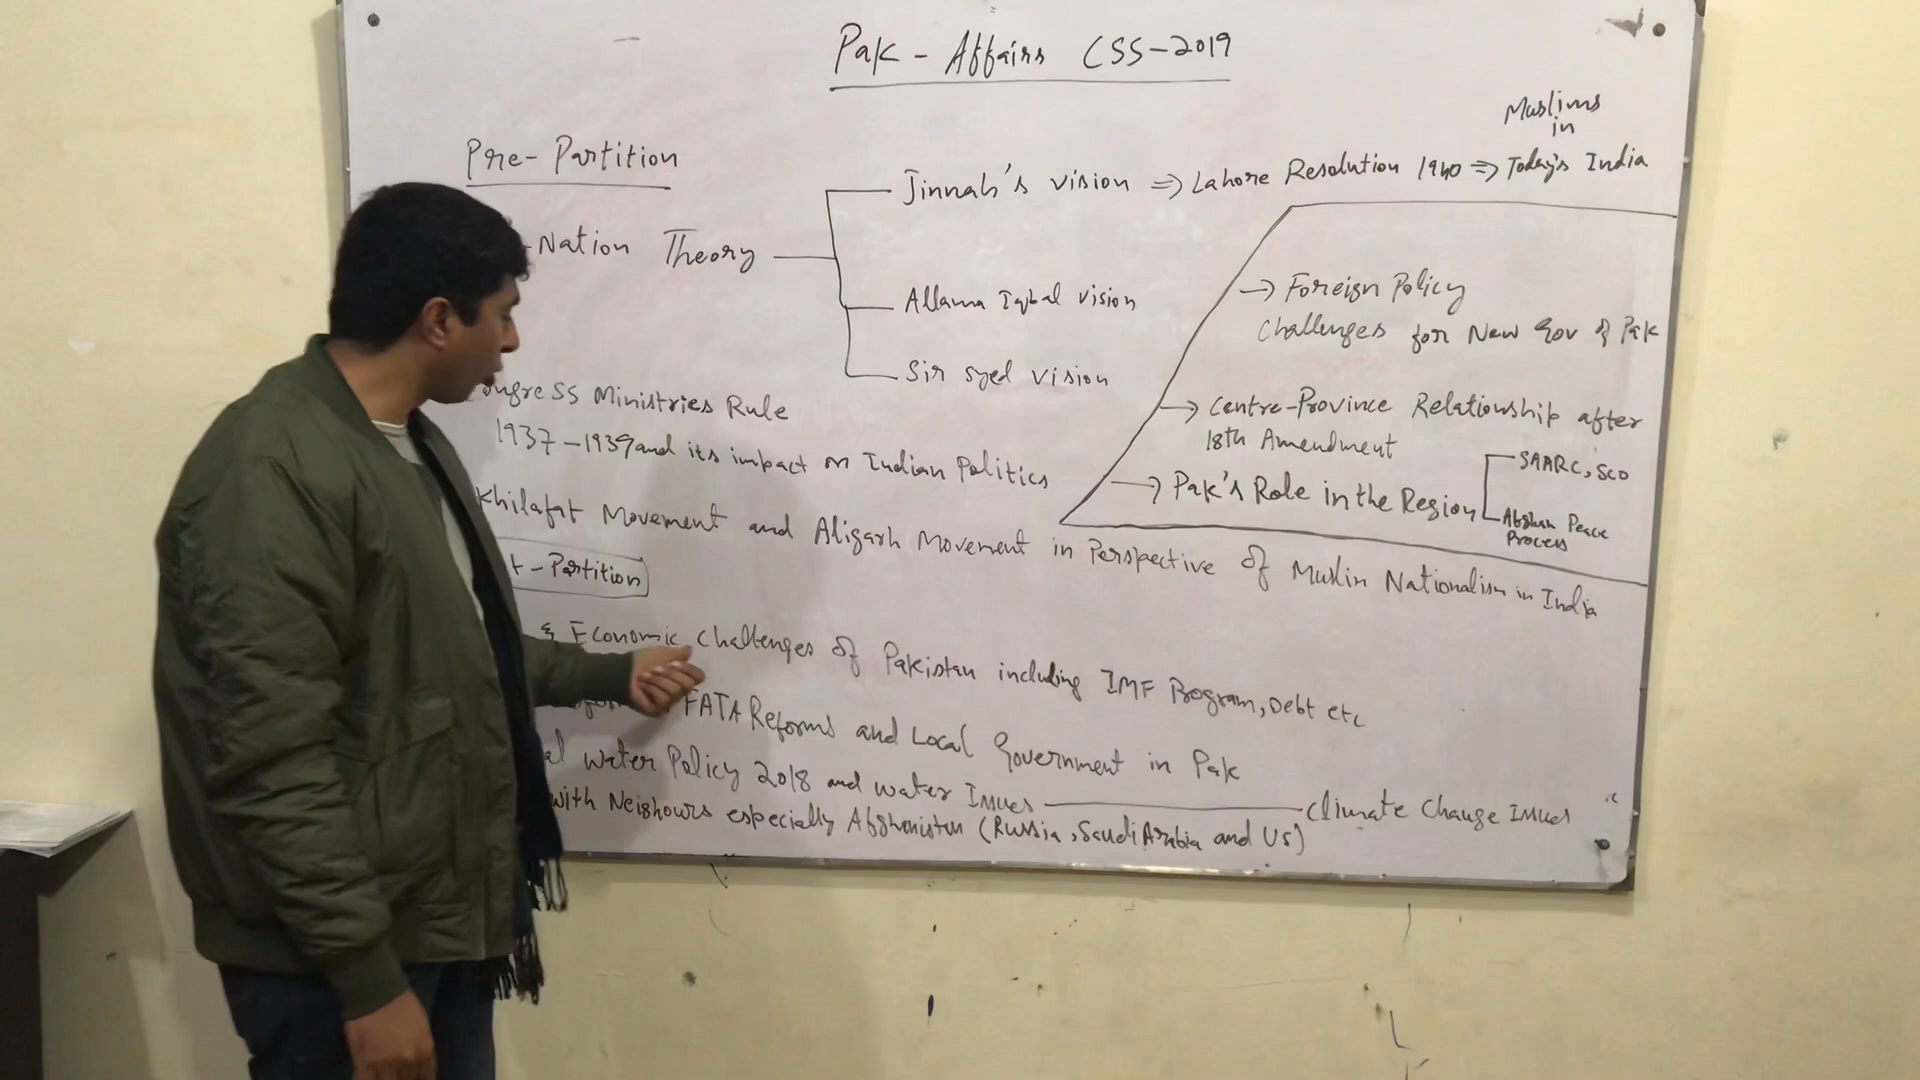 Pak - Affairs CSS-2019
Pre-Partition
-Nation Theory
Jinnah's vision => Lahore Resolution 1940 => Today's India
Muslims
in
Allama Iqbal vision
Sir syed vision
ongress Ministries Rule
1937-1939 and its impact on Indian Politics
Khilafat Movement and Aligarh Movement in Perspective of Muslim Nationalism in India
→ Foreign Policy
Challenges for New Gov of Pak
→ Centre-Province Relationship after
18th Amendment
→ Pak's Role in the Region
SAARC, SCO
Afghan Peace
Process
t-Partition
& Economic Challenges of Pakistan including IMF Program, Debt etc
FATA Reforms and Local Government in Pak
al water Policy 2018 and water Issues — climate Change Issues
with Neighours especially Afghanistan (Russia, Saudi Arabia and US)